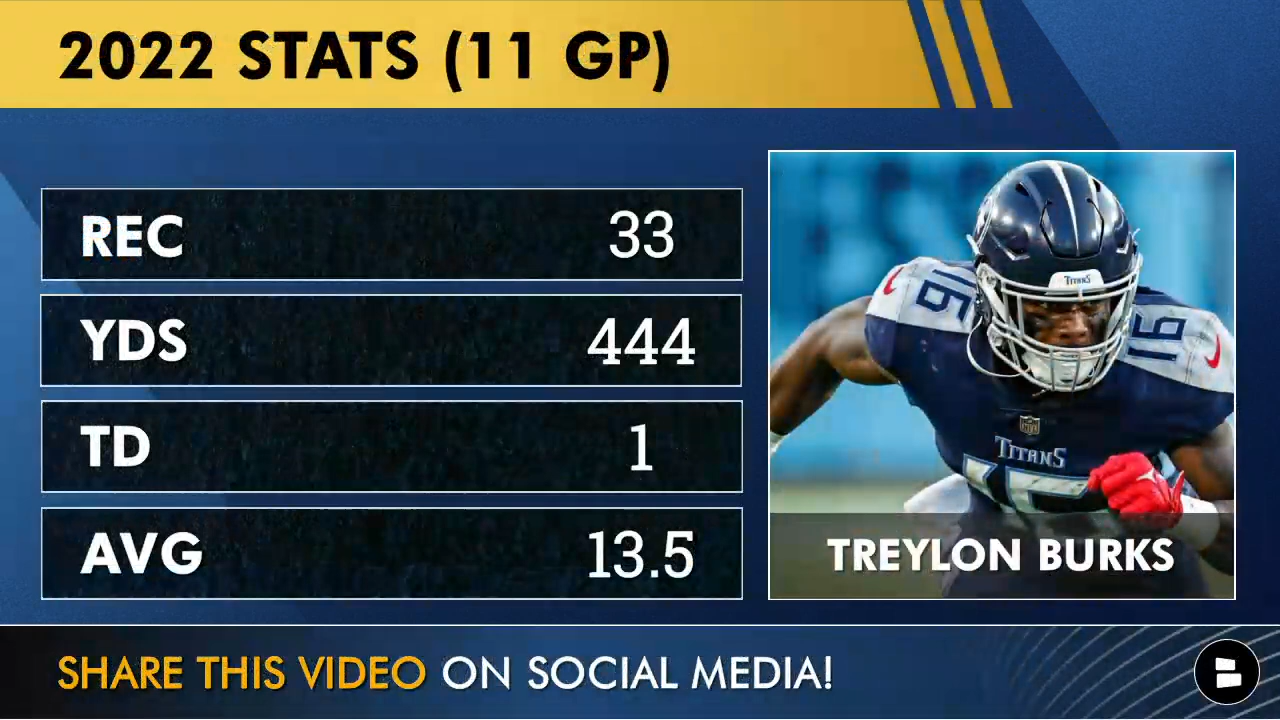 2022 STATS (11 GP)
REC 33
YDS 444
TD 1
AVG 13.5
16
16
TITANS
NFL
TITANS
TREYLON BURKS
SHARE THIS VIDEO ON SOCIAL MEDIA!